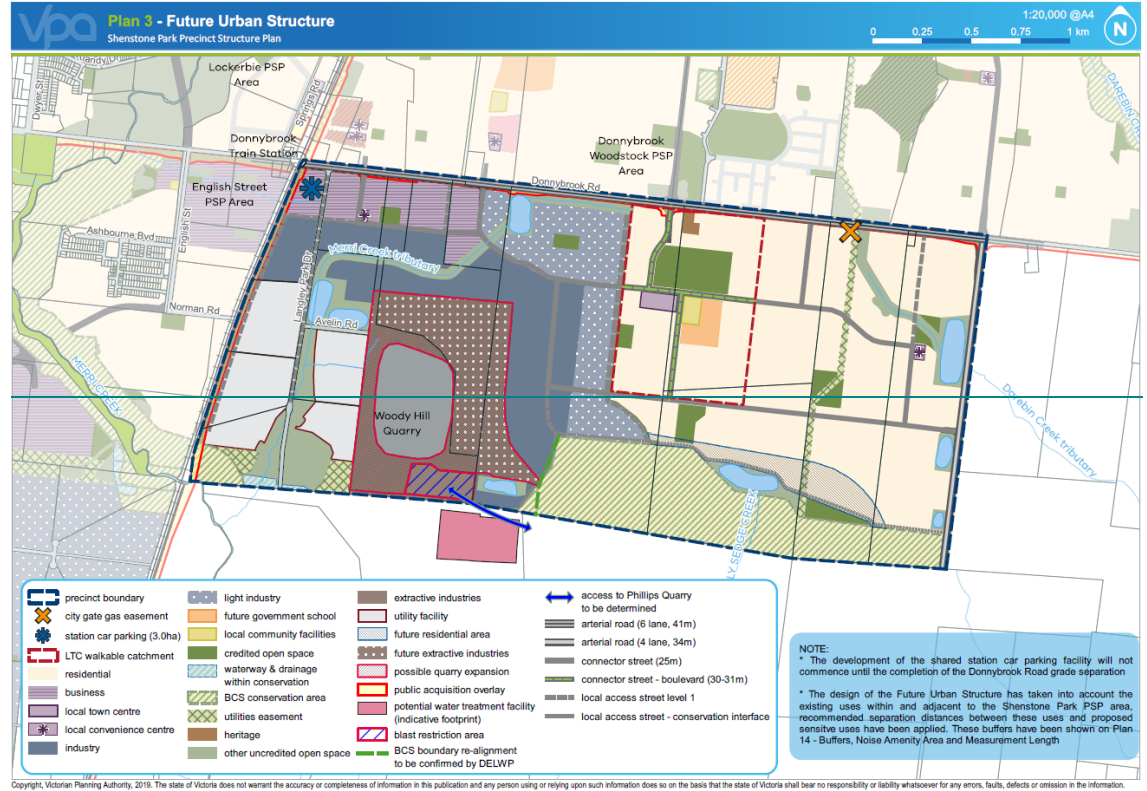 vpa
Plan 3 - Future Urban Structure
Shenstone Park Precinct Structure Plan
1:20,000 @A4
0 0.25 0.5 0.75 1 km
N
Lockerbie PSP
Area
Dwyer St
Springs Rd
Donnybrook
Train Station
English Street
PSP Area
Donnybrook
Woodstock PSP
Area
Donnybrook Rd
DAREBIN
English St
Ashbourne Bvd
Norman Rd
Langley Park Dr
Merri Creek tributary
Avelin Rd
MERRI CREEK
Woody Hill
Quarry
Darebin Creek tributary
LY SEDGE CREEK
precinct boundary
city gate gas easement
station car parking (3.0ha)
LTC walkable catchment
residential
business
local town centre
local convenience centre
industry
light industry
future government school
local community facilities
credited open space
waterway & drainage
within conservation
BCS conservation area
utilities easement
heritage
other uncredited open space
extractive industries
utility facility
future residential area
future extractive industries
possible quarry expansion
public acquisition overlay
potential water treatment facility
(indicative footprint)
blast restriction area
BCS boundary re-alignment
to be confirmed by DELWP
access to Phillips Quarry
to be determined
arterial road (6 lane, 41m)
arterial road (4 lane, 34m)
connector street (25m)
connector street - boulevard (30-31m)
local access street level 1
local access street - conservation interface
NOTE:
* The development of the shared station car parking facility will not
commence until the completion of the Donnybrook Road grade separation
* The design of the Future Urban Structure has taken into account the
existing uses within and adjacent to the Shenstone Park PSP area,
recommended separation distances between these uses and proposed
sensitve uses have been applied. These buffers have been shown on Plan
14 - Buffers, Noise Amenity Area and Measurement Length
Copyright, Victorian Planning Authority, 2019. The state of Victoria does not warrant the accuracy or completeness of information in this publication and any person using or relying upon such information does so on the basis that the state of Victoria shall bear no responsibility or liability whatsoever for any errors, faults, defects or omission in the information.